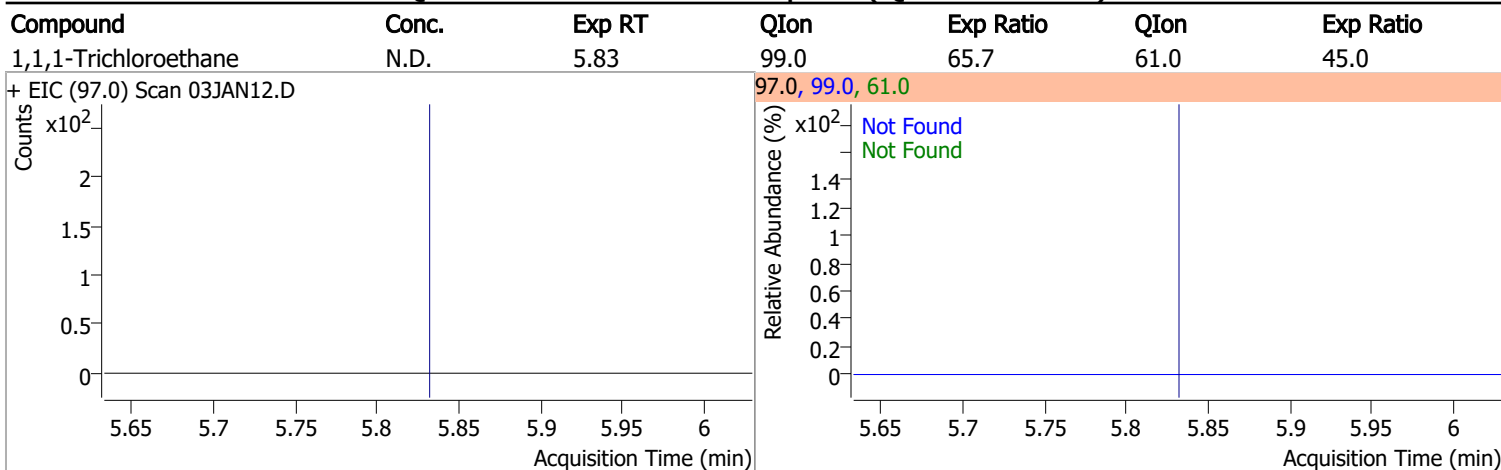 Compound Conc. Exp RT QIon Exp Ratio QIon Exp Ratio
1,1,1-Trichloroethane N.D. 5.83 99.0 65.7 61.0 45.0
+ EIC (97.0) Scan 03JAN12.D
Counts
x10²
2
1.5
1
0.5
0
5.65 5.7 5.75 5.8 5.85 5.9 5.95 6
Acquisition Time (min)
97.0, 99.0, 61.0
Relative Abundance (%)
x10²
Not Found
Not Found
1.4
1.2
1
0.8
0.6
0.4
0.2
0
5.65 5.7 5.75 5.8 5.85 5.9 5.95 6
Acquisition Time (min)